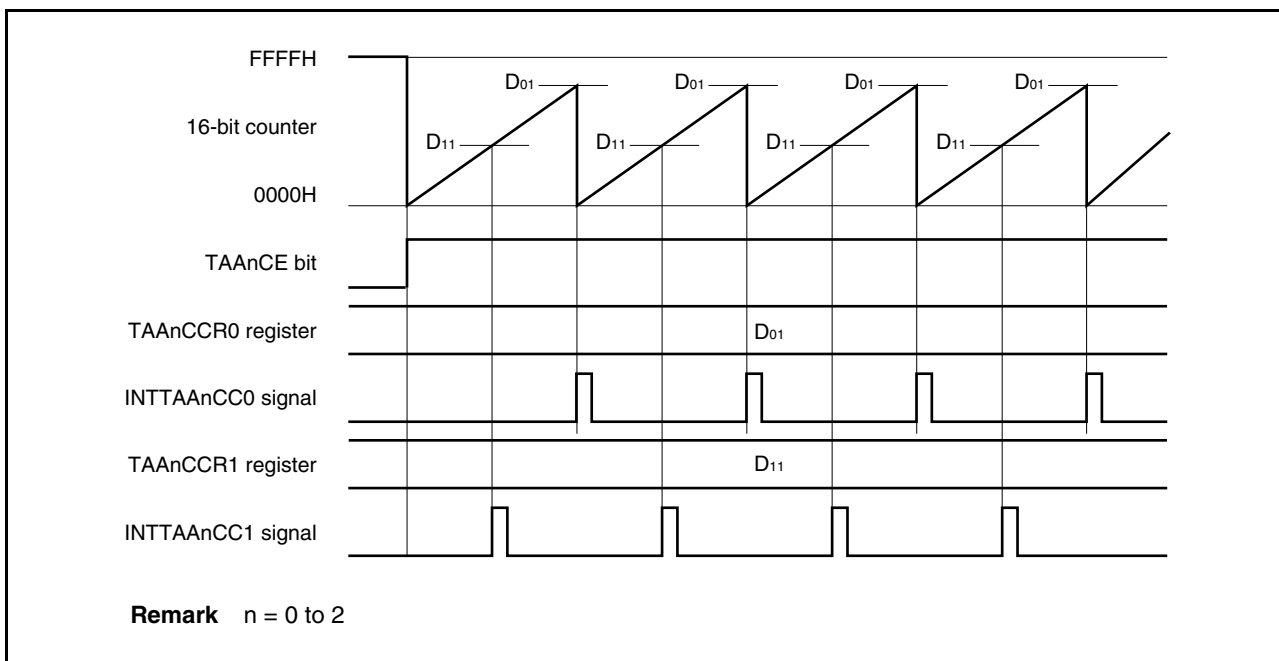 FFFFH
D01 D01 D01 D01
16-bit counter
D11 D11 D11 D11
0000H
TAAnCE bit
TAAnCCR0 register D01
INTTAAnCC0 signal
TAAnCCR1 register D11
INTTAAnCC1 signal
Remark n = 0 to 2